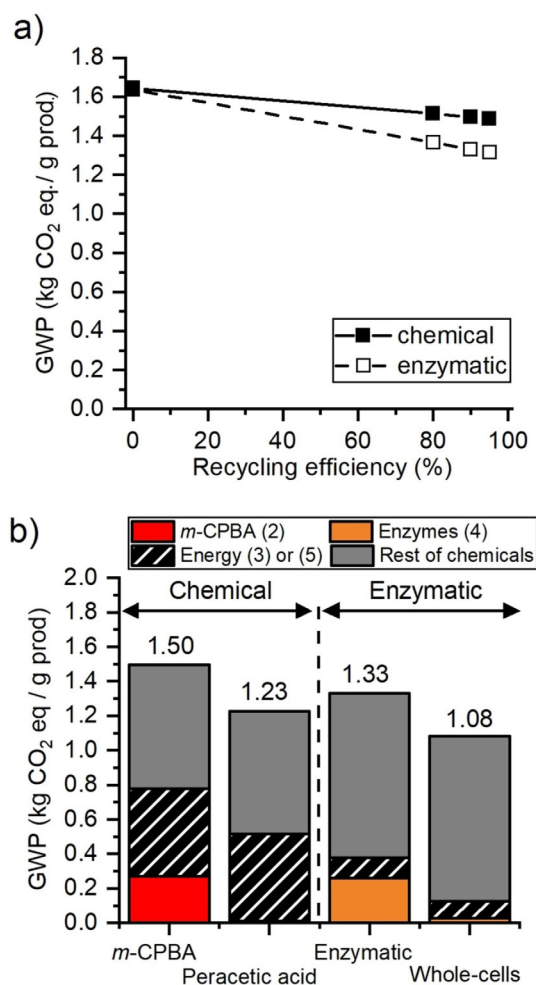 a)
GWP (kg CO₂ eq./ g prod.)
1.8
1.6
1.4
1.2
1.0
0.8
0.6
0.4
0.2
0.0
chemical
enzymatic
0 20 40 60 80 100
Recycling efficiency (%)
b)
m-CPBA (2) Enzymes (4)
Energy (3) or (5) Rest of chemicals
GWP (kg CO₂ eq / g prod)
2.0
1.8
1.6
1.4
1.2
1.0
0.8
0.6
0.4
0.2
0.0
Chemical Enzymatic
1.50 1.23 1.33 1.08
m-CPBA Enzymatic
Peracetic acid Whole-cells